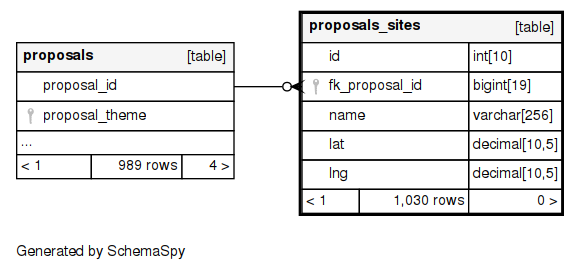 proposals [table]
proposal_id
proposal_theme
...
< 1 989 rows 4 >
proposals_sites [table]
id int[10]
fk_proposal_id bigint[19]
name varchar[256]
lat decimal[10,5]
lng decimal[10,5]
< 1 1,030 rows 0 >
Generated by SchemaSpy